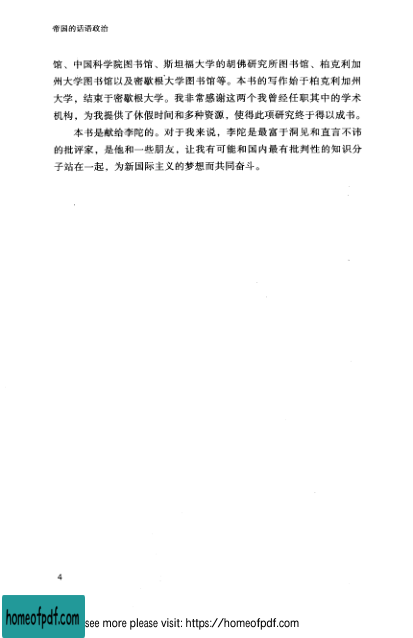 帝国的话语政治
馆、中国科学院图书馆、斯坦福大学的胡佛研究所图书馆、柏克利加
州大学图书馆以及密歇根大学图书馆等。本书的写作始于柏克利加州
大学，结束于密歇根大学。我非常感谢这两个我曾经任职其中的学术
机构，为我提供了休假时间和多种资源，使得此项研究终于得以成书。
本书是献给李陀的。对于我来说，李陀是最富于洞见和直言不讳
的批评家，是他和一些朋友，让我有可能和国内最有批判性的知识分
子站在一起，为新国际主义的梦想而共同奋斗。
4
homeofpdf.com
see more please visit: https://homeofpdf.com